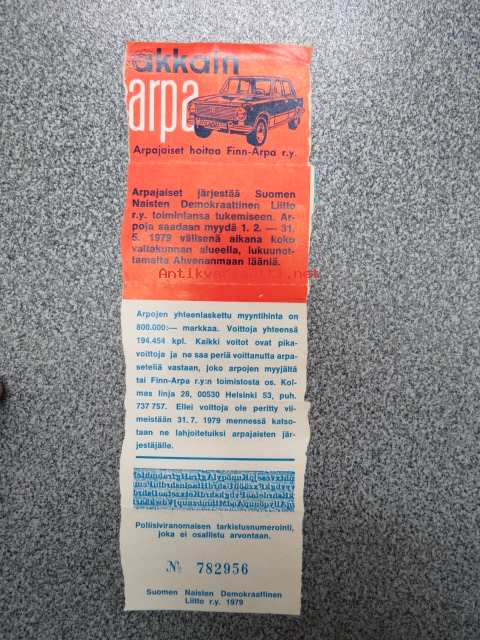 akkain
arpa
Arpajaiset hoitaa Finn-Arpa r.y.
Arpajaiset järjestää Suomen
Naisten Demokraattinen Liitto
r.y. toimintansa tukemiseen. Ar-
poja saadaan myydä 1. 2. — 31.
5. 1979 välisenä aikana koko
valtakunnan alueella, lukuunot-
tamatta Ahvenanmaan lääniä.
Arpojen yhteenlaskettu myyntihinta on
800.000:— markkaa. Voittoja yhteensä
194.454 kpl. Kaikki voitot ovat pika-
voittoja ja ne saa periä voittanutta arpa-
seteliä vastaan, joko arpojen myyjältä
tai Finn-Arpa r.y:n toimistosta os. Kol-
mas linja 28, 00530 Helsinki 53, puh.
737 757. Ellei voittoja ole peritty vii-
meistään 31. 7. 1979 mennessä katso-
taan ne lahjoitetuiksi arpajaisten jär-
jestäjälle.
Poliisiviranomaisen tarkistusnumerointi,
joka ei osallistu arvontaan.
№ 782956
Suomen Naisten Demokraattinen
Liitto r.y. 1979